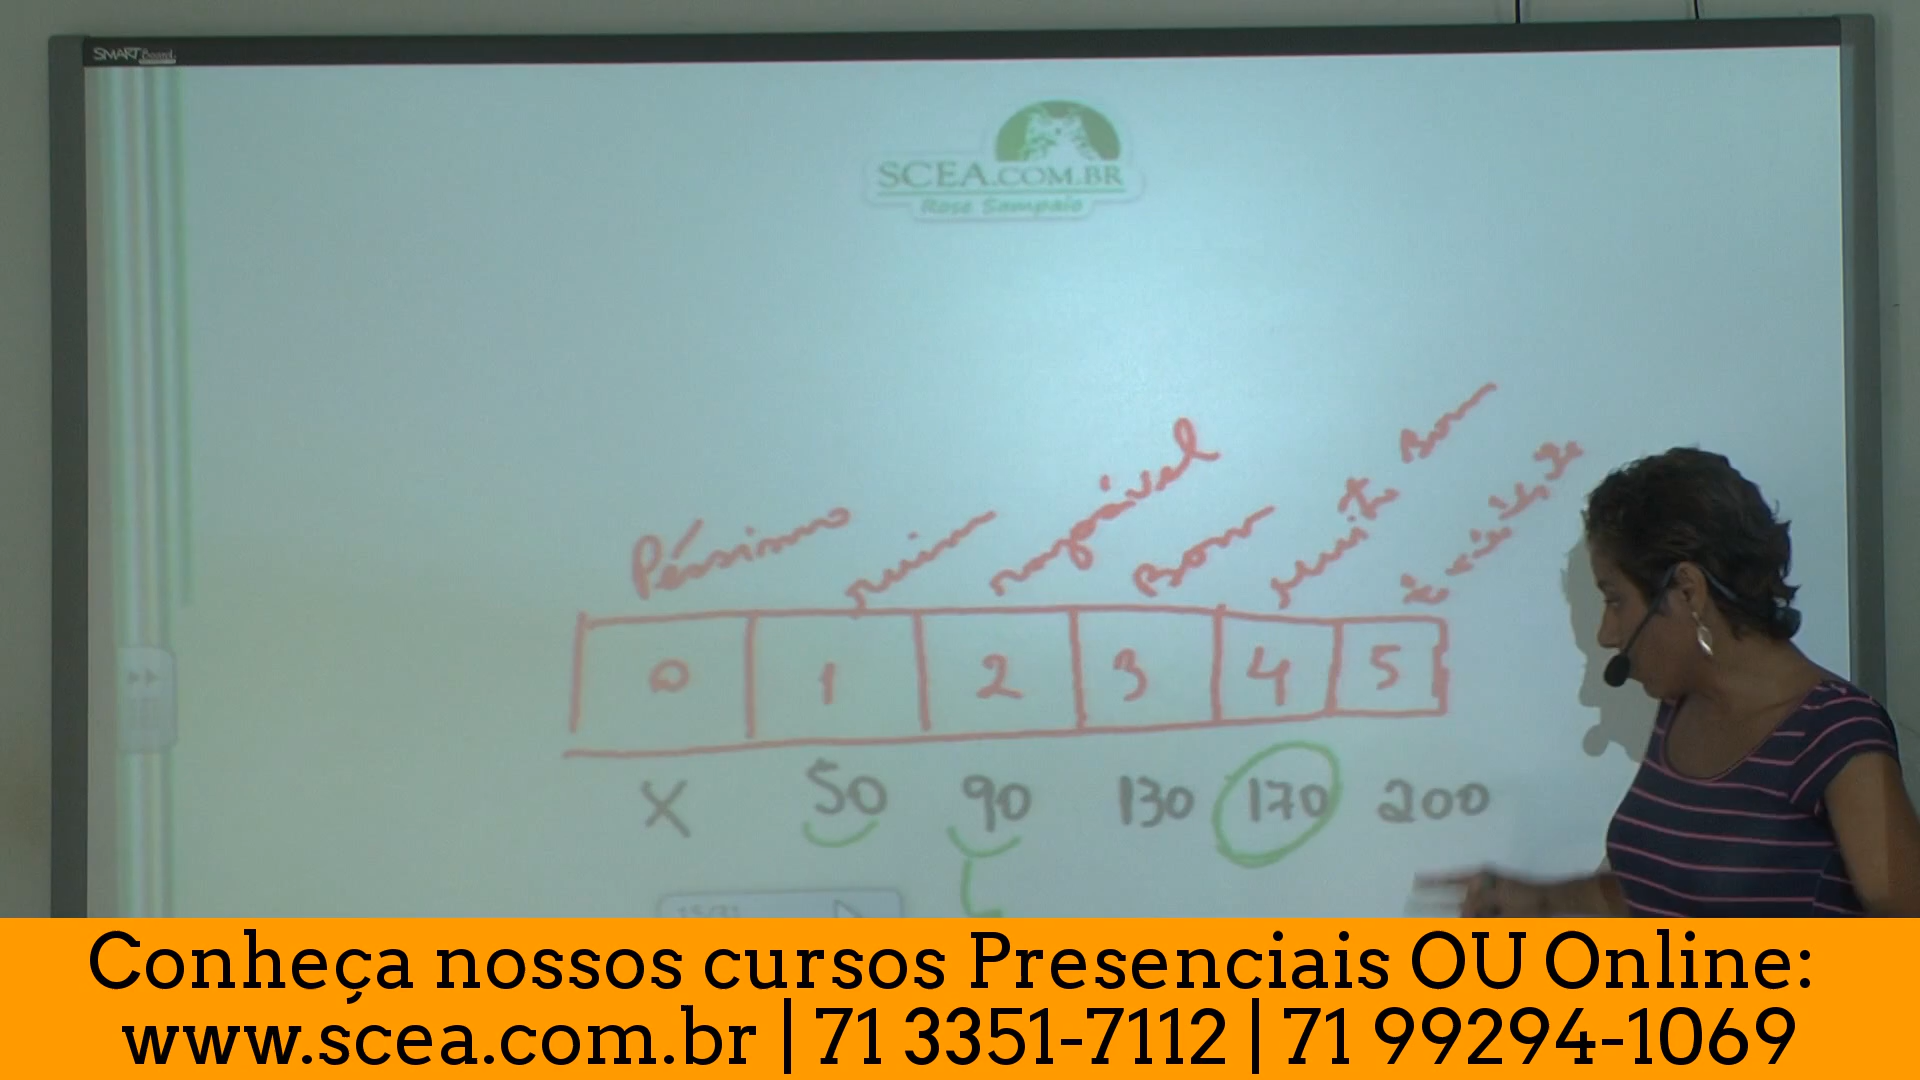 SMART Board
SCEA.COM.BR
Rose Sampaio
Péssimo ruim razoável Bom muito Bom
0 1 2 3 4 5
X 50 90 130 170 200
Conheça nossos cursos Presenciais OU Online:
www.scea.com.br | 71 3351-7112 | 71 99294-1069